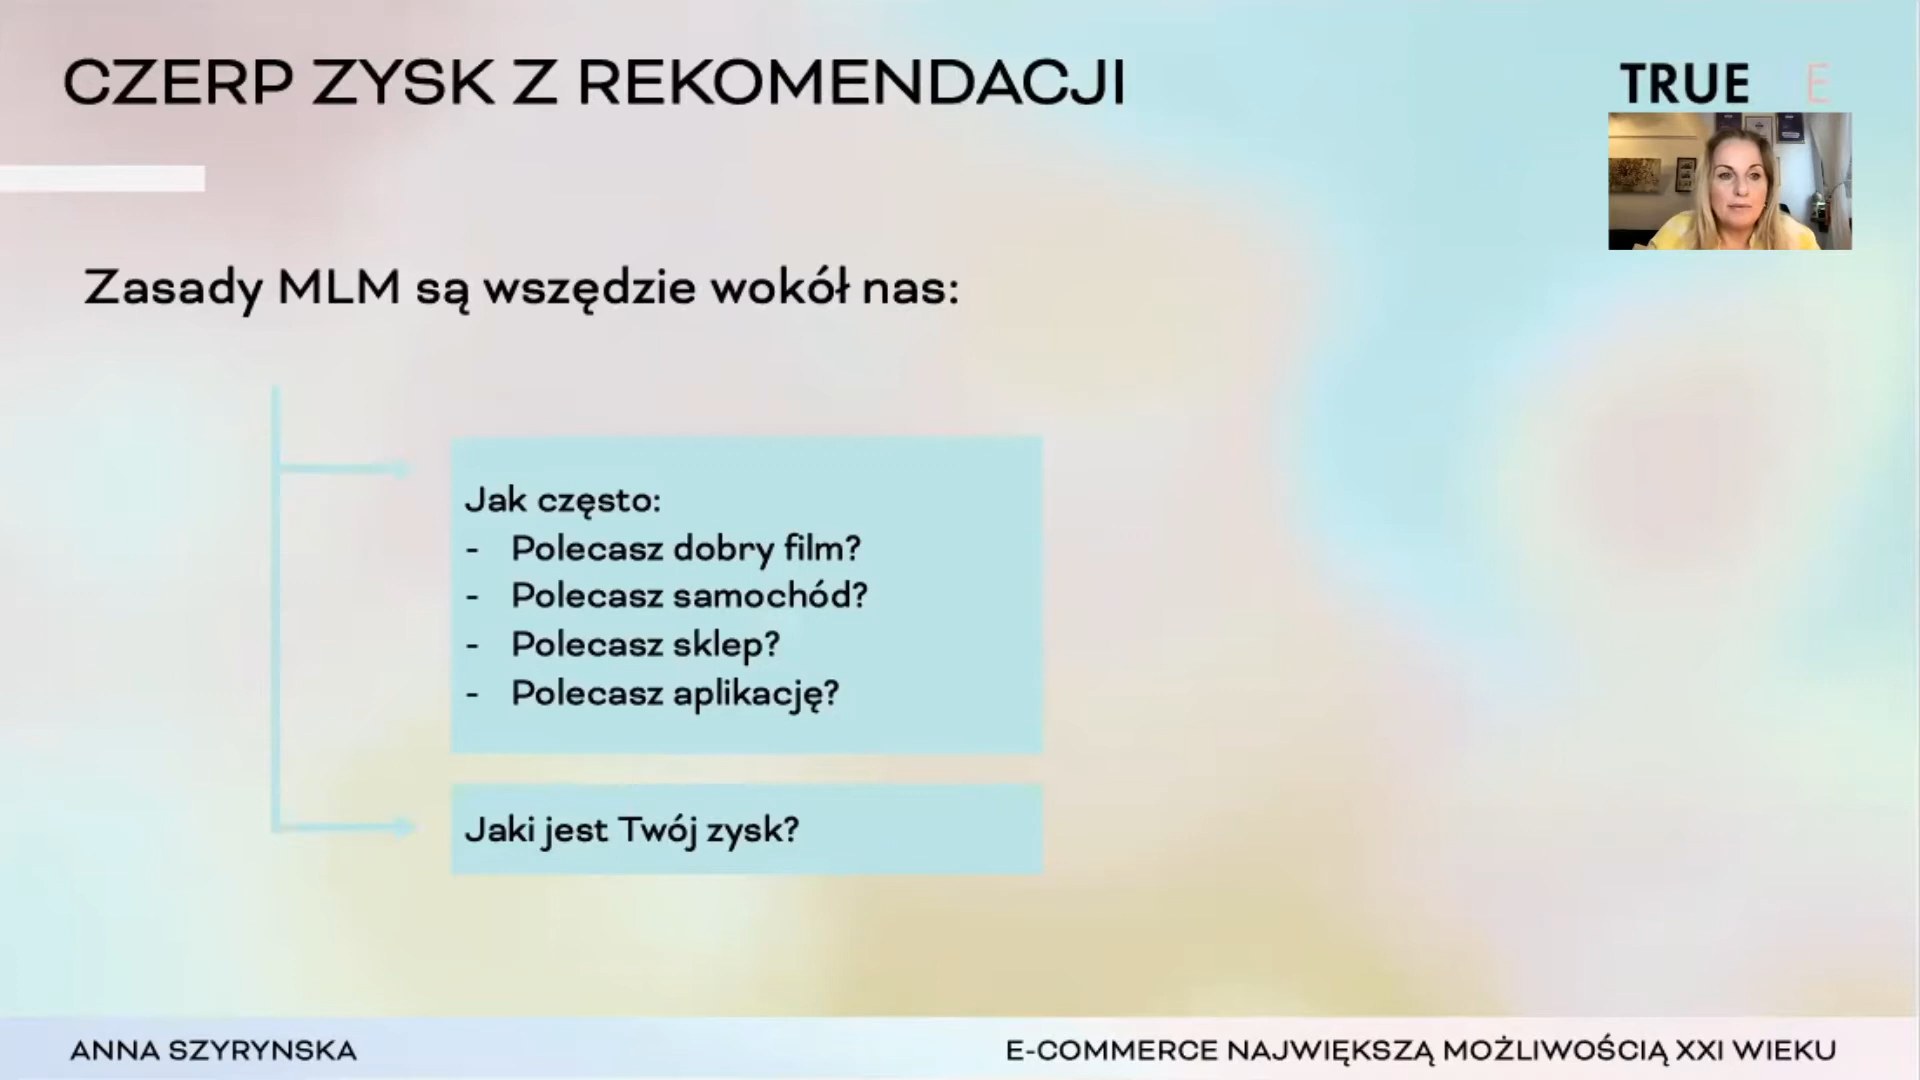 CZERP ZYSK Z REKOMENDACJI
TRUE E
Zasady MLM są wszędzie wokół nas:
Jak często:
- Polecasz dobry film?
- Polecasz samochód?
- Polecasz sklep?
- Polecasz aplikację?
Jaki jest Twój zysk?
ANNA SZYRYNSKA
E-COMMERCE NAJWIĘKSZĄ MOŻLIWOŚCIĄ XXI WIEKU